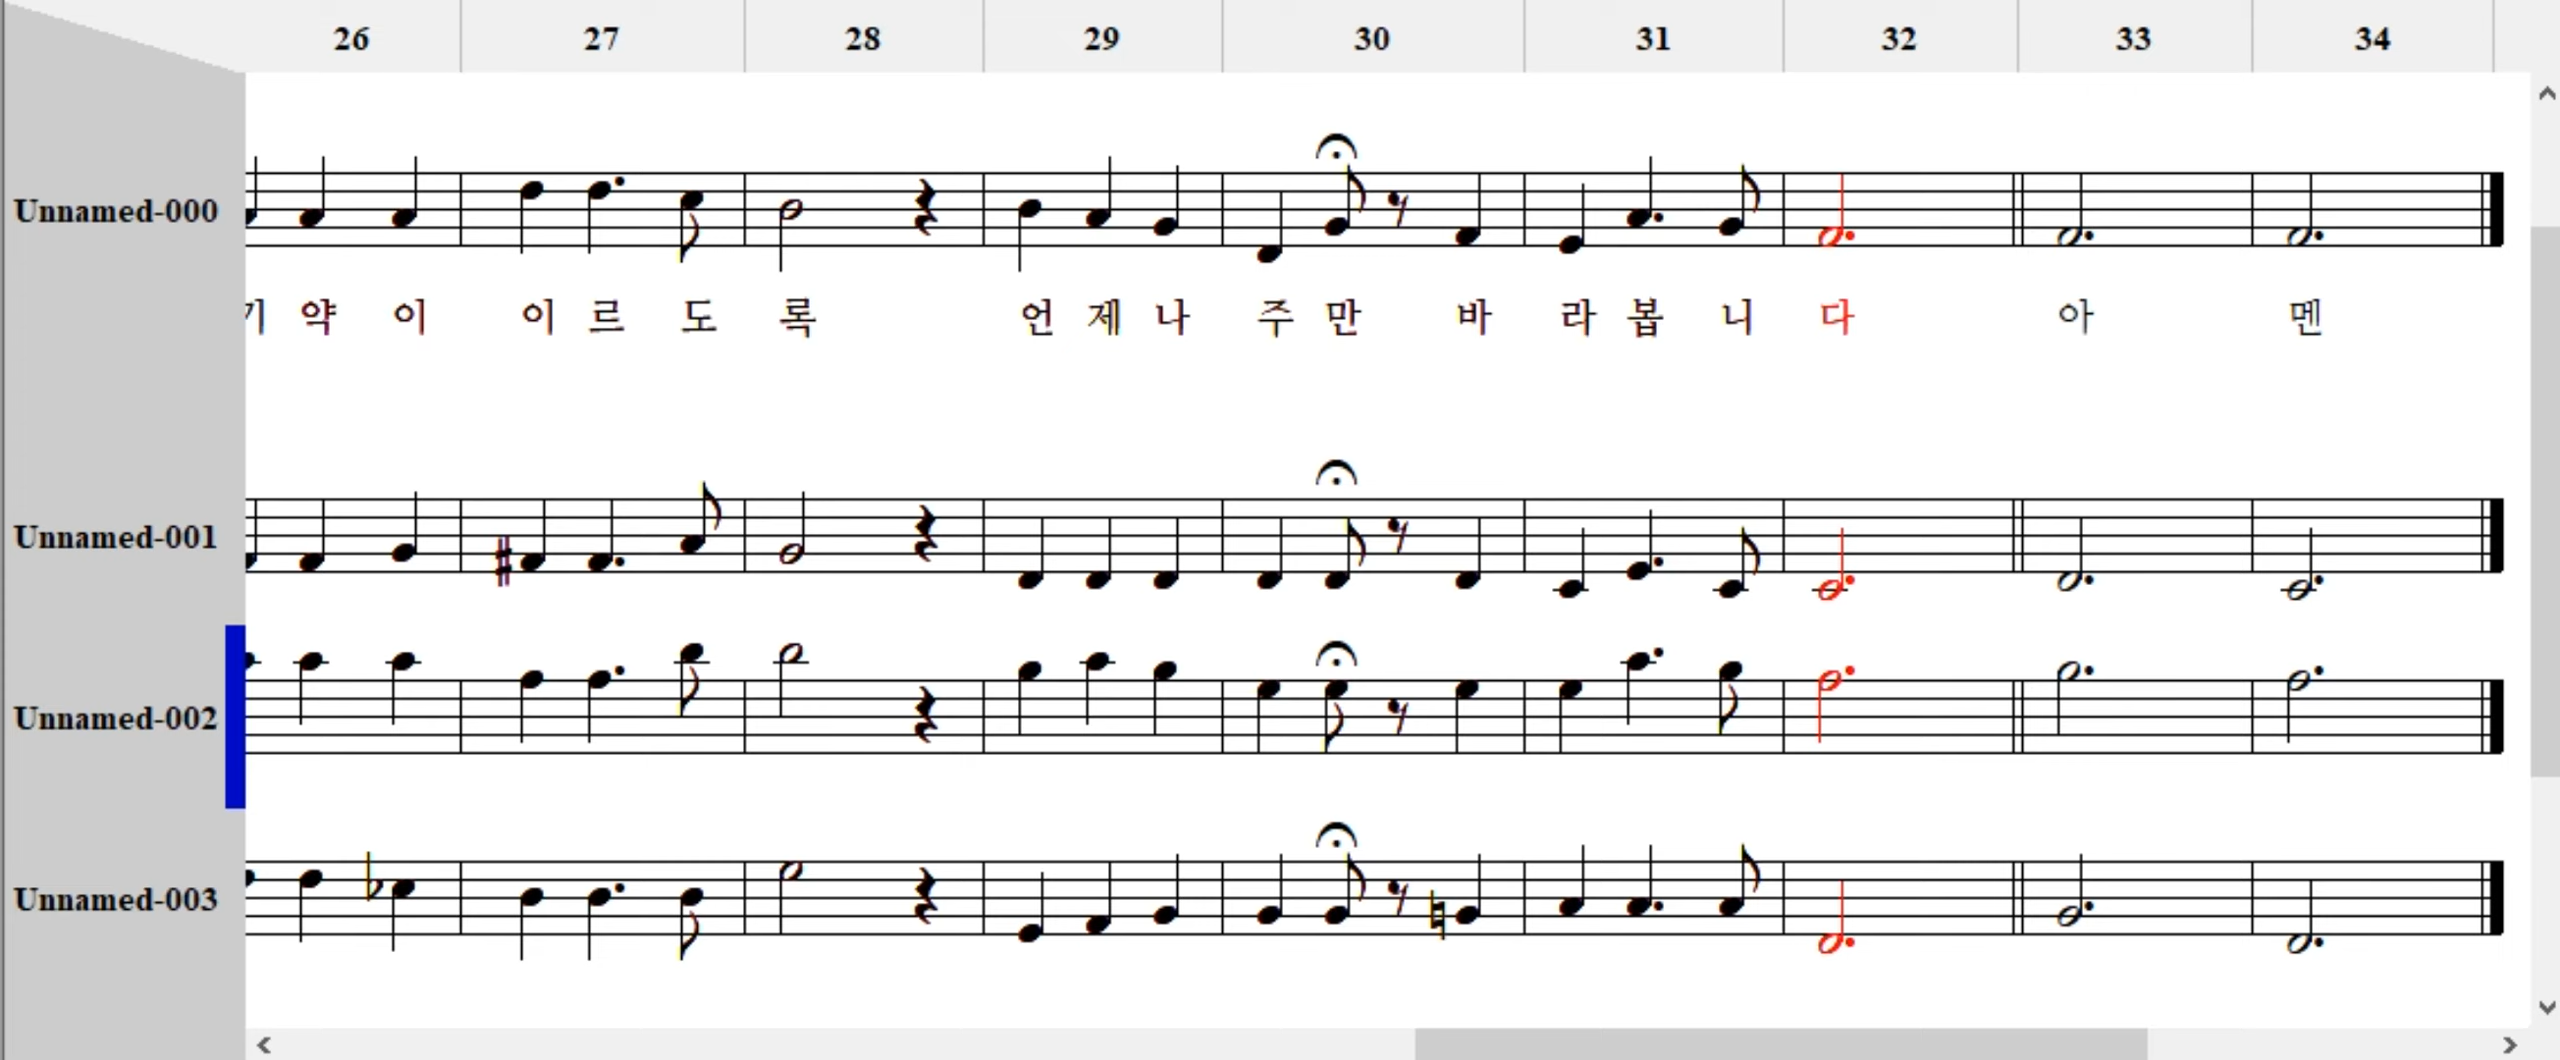 26 27 28 29 30 31 32 33 34
Unnamed-000
기 약 이 이 르 도 록 언 제 나 주 만 바 라 봅 니 다 아 멘
Unnamed-001
Unnamed-002
Unnamed-003